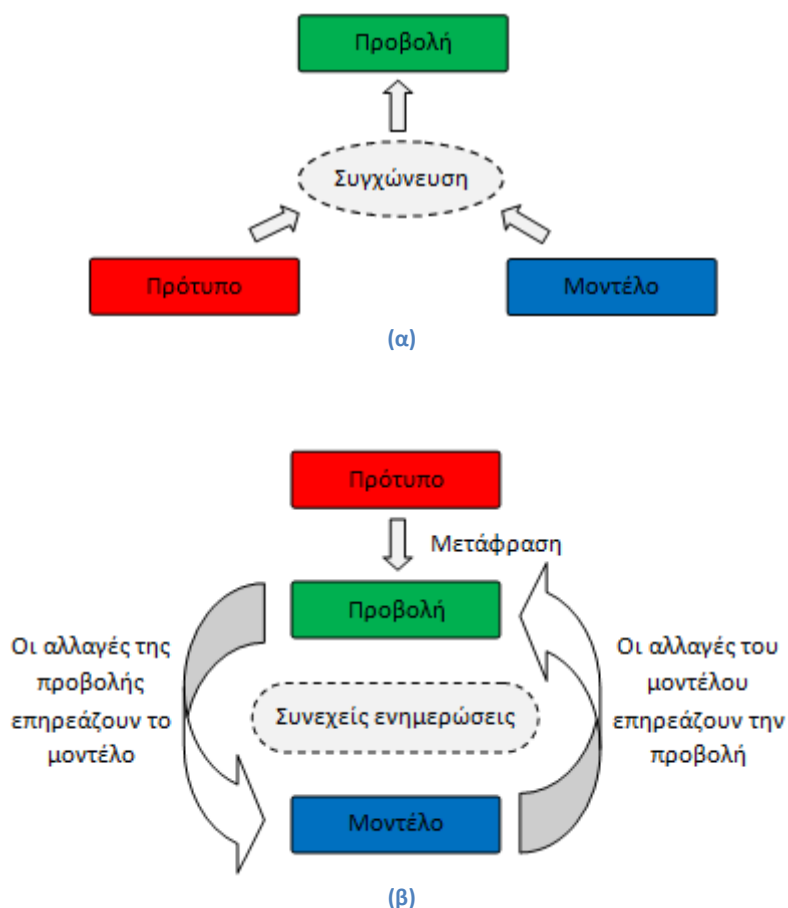 Προβολή
Συγχώνευση
Πρότυπο
Μοντέλο
(α)
Πρότυπο
Μετάφραση
Προβολή
Οι αλλαγές της
προβολής
επηρεάζουν το
μοντέλο
Συνεχείς ενημερώσεις
Οι αλλαγές του
μοντέλου
επηρεάζουν την
προβολή
Μοντέλο
(β)